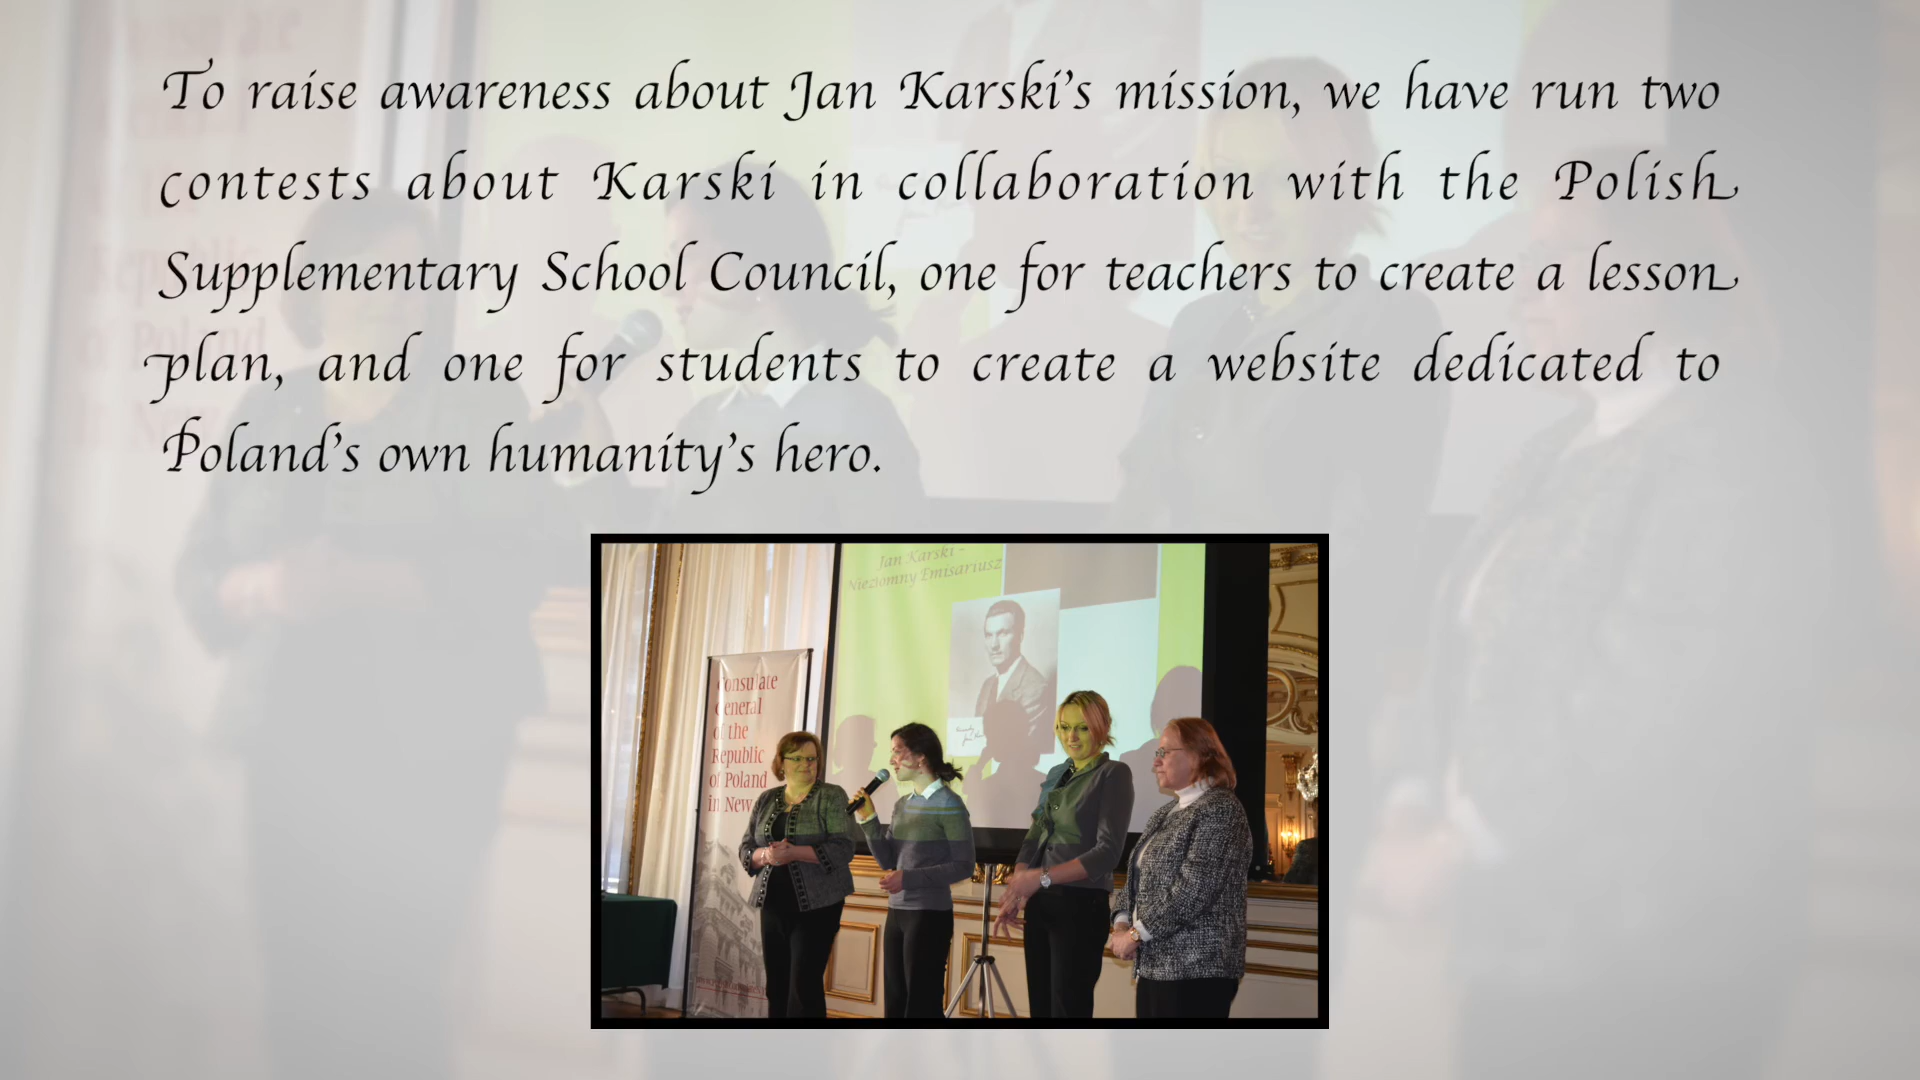 To raise awareness about Jan Karski's mission, we have run two
contests about Karski in collaboration with the Polish
Supplementary School Council, one for teachers to create a lesson
plan, and one for students to create a website dedicated to
Poland's own humanity's hero.
Jan Karski -
Niezłomny Emisariusz
Consulate
General
of the
Republic
of Poland
in New